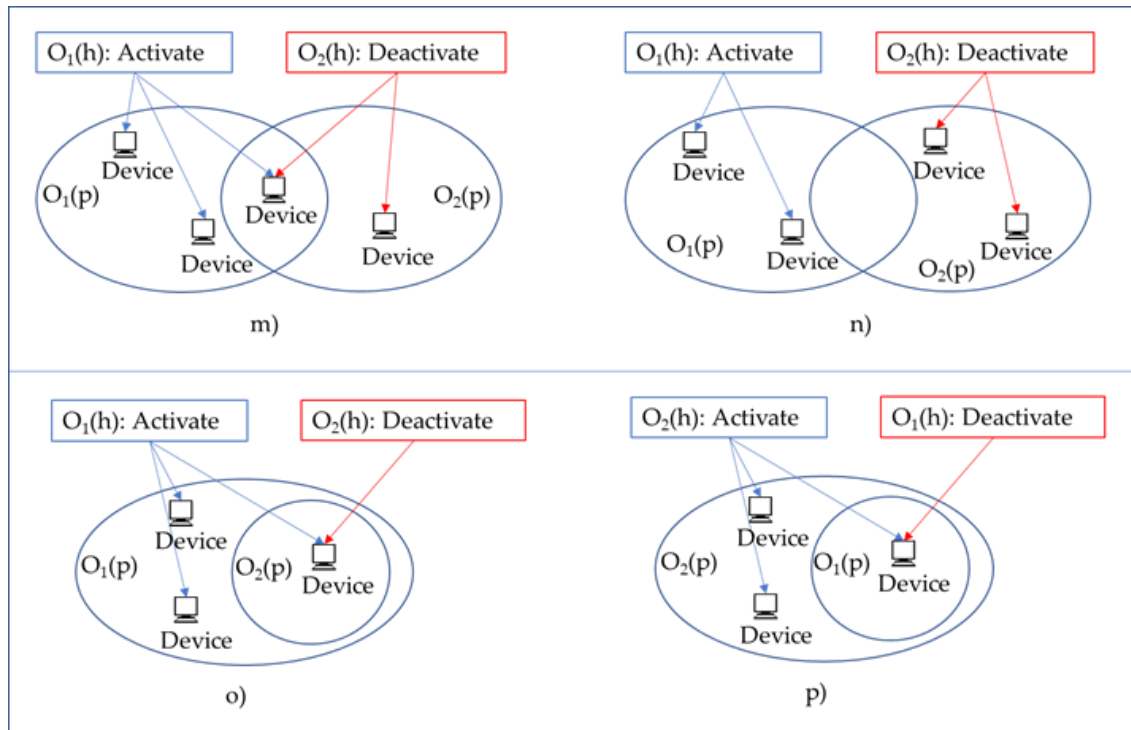 O₁(h): Activate
O₂(h): Deactivate
Device
O₁(p)
Device
O₂(p)
Device
Device
m)
O₁(h): Activate
O₂(h): Deactivate
Device
Device
O₁(p)
Device
O₂(p)
Device
n)
O₁(h): Activate
O₂(h): Deactivate
Device
O₁(p)
O₂(p)
Device
Device
o)
O₂(h): Activate
O₁(h): Deactivate
Device
O₂(p)
O₁(p)
Device
Device
p)